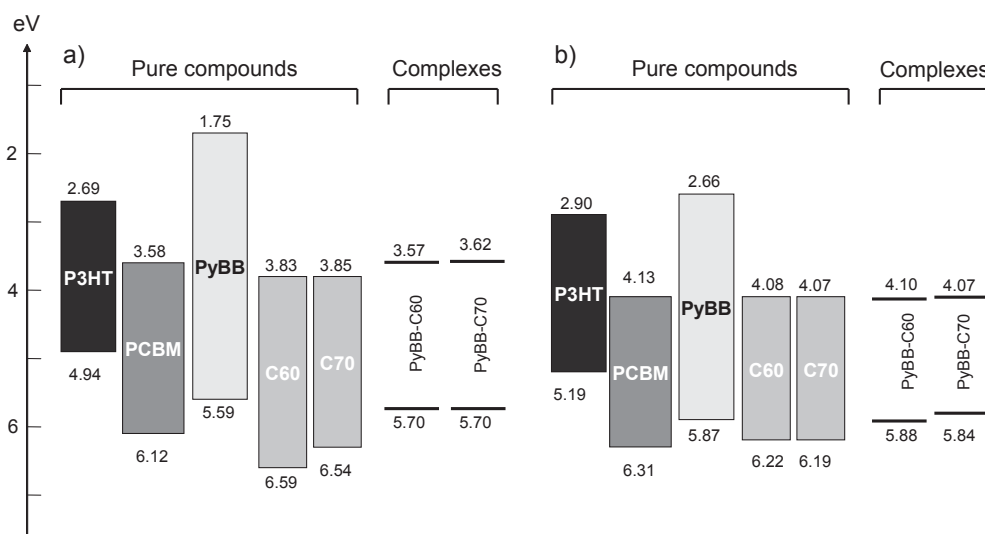 eV
a)
Pure compounds
Complexes
b)
Pure compounds
Complexes
2
4
6
2.69
P3HT
4.94
3.58
PCBM
6.12
1.75
PyBB
5.59
3.83
C60
6.59
3.85
C70
6.54
3.57
PyBB-C60
5.70
3.62
PyBB-C70
5.70
2.90
P3HT
5.19
4.13
PCBM
6.31
2.66
PyBB
5.87
4.08
C60
6.22
4.07
C70
6.19
4.10
PyBB-C60
5.88
4.07
PyBB-C70
5.84